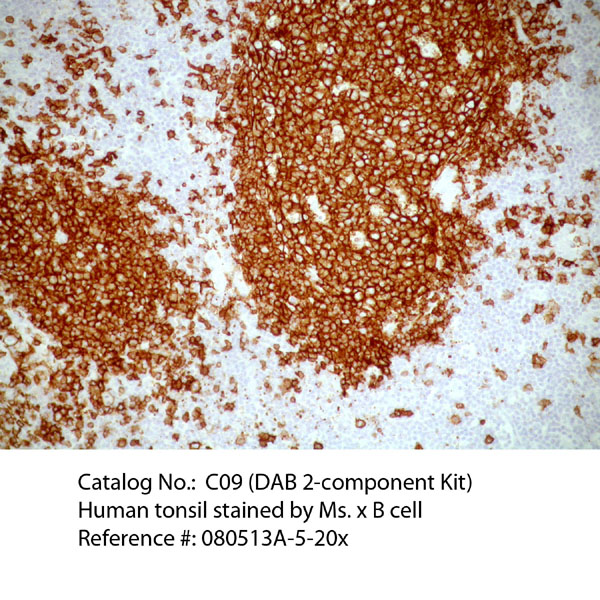 Catalog No.: C09 (DAB 2-component Kit)
Human tonsil stained by Ms. x B cell
Reference #: 080513A-5-20x